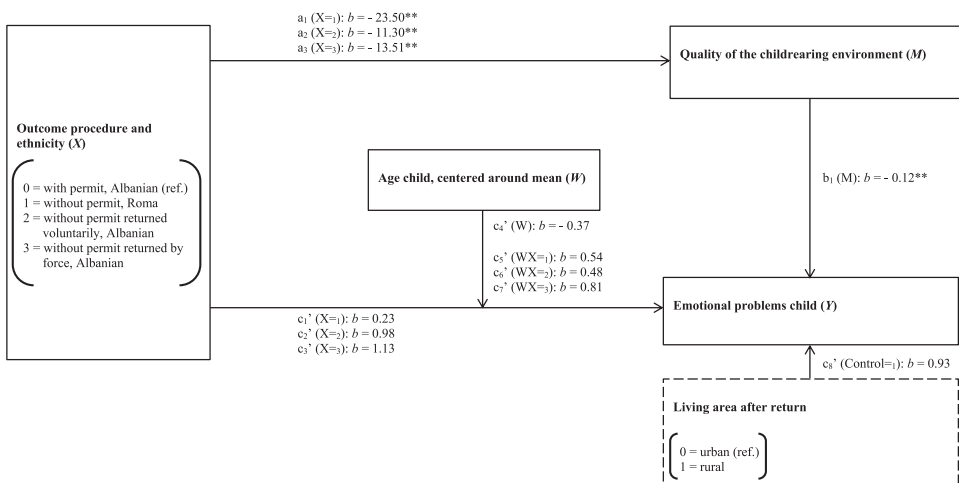 a₁ (X=₁): b = - 23.50**
a₂ (X=₂): b = - 11.30**
a₃ (X=₃): b = - 13.51**
Quality of the childrearing environment (M)
Outcome procedure and
ethnicity (X)
0 = with permit, Albanian (ref.)
1 = without permit, Roma
2 = without permit returned
voluntarily, Albanian
3 = without permit returned by
force, Albanian
Age child, centered around mean (W)
b₁ (M): b = - 0.12**
c₄’ (W): b = - 0.37
c₅’ (WX=₁): b = 0.54
c₆’ (WX=₂): b = 0.48
c₇’ (WX=₃): b = 0.81
Emotional problems child (Y)
c₁’ (X=₁): b = 0.23
c₂’ (X=₂): b = 0.98
c₃’ (X=₃): b = 1.13
c₈’ (Control=₁): b = 0.93
Living area after return
0 = urban (ref.)
1 = rural